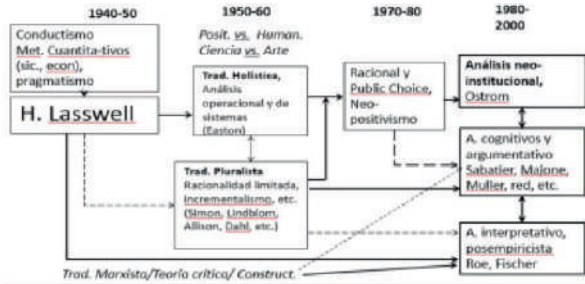 1940-50
1950-60
1970-80
1980-
2000
Conductismo
Met. Cuantita-tivos
(sic., econ),
pragmatismo
H. Lasswell
Posit. vs. Human.
Ciencia vs. Arte
Trad. Holística,
Análisis
operacional y de
sistemas
(Easton)
Trad. Pluralista
Racionalidad limitada,
Incrementalismo, etc.
(Simon, Lindblom,
Allison, Dahl, etc.)
Racional y
Public Choice,
Neo-
positivismo
Análisis neo-
institucional,
Ostrom
A. cognitivos y
argumentativo
Sabatier, Majone,
Muller, red, etc.
A. interpretativo,
posempiricista
Roe, Fischer
Trad. Marxista/Teoría crítica/ Construct.